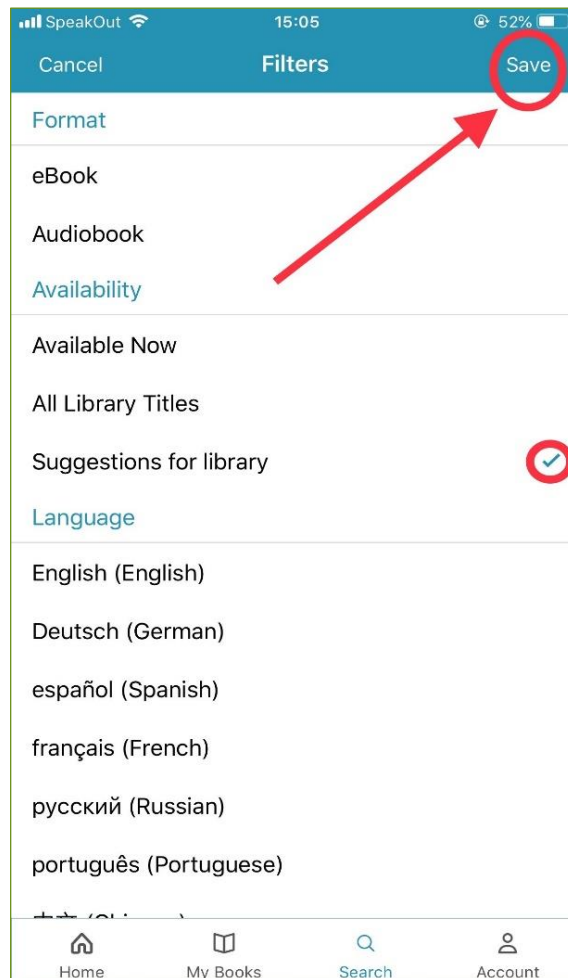 SpeakOut 15:05 52%
Cancel Filters Save
Format
eBook
Audiobook
Availability
Available Now
All Library Titles
Suggestions for library
Language
English (English)
Deutsch (German)
español (Spanish)
français (French)
русский (Russian)
português (Portuguese)
Home My Books Search Account